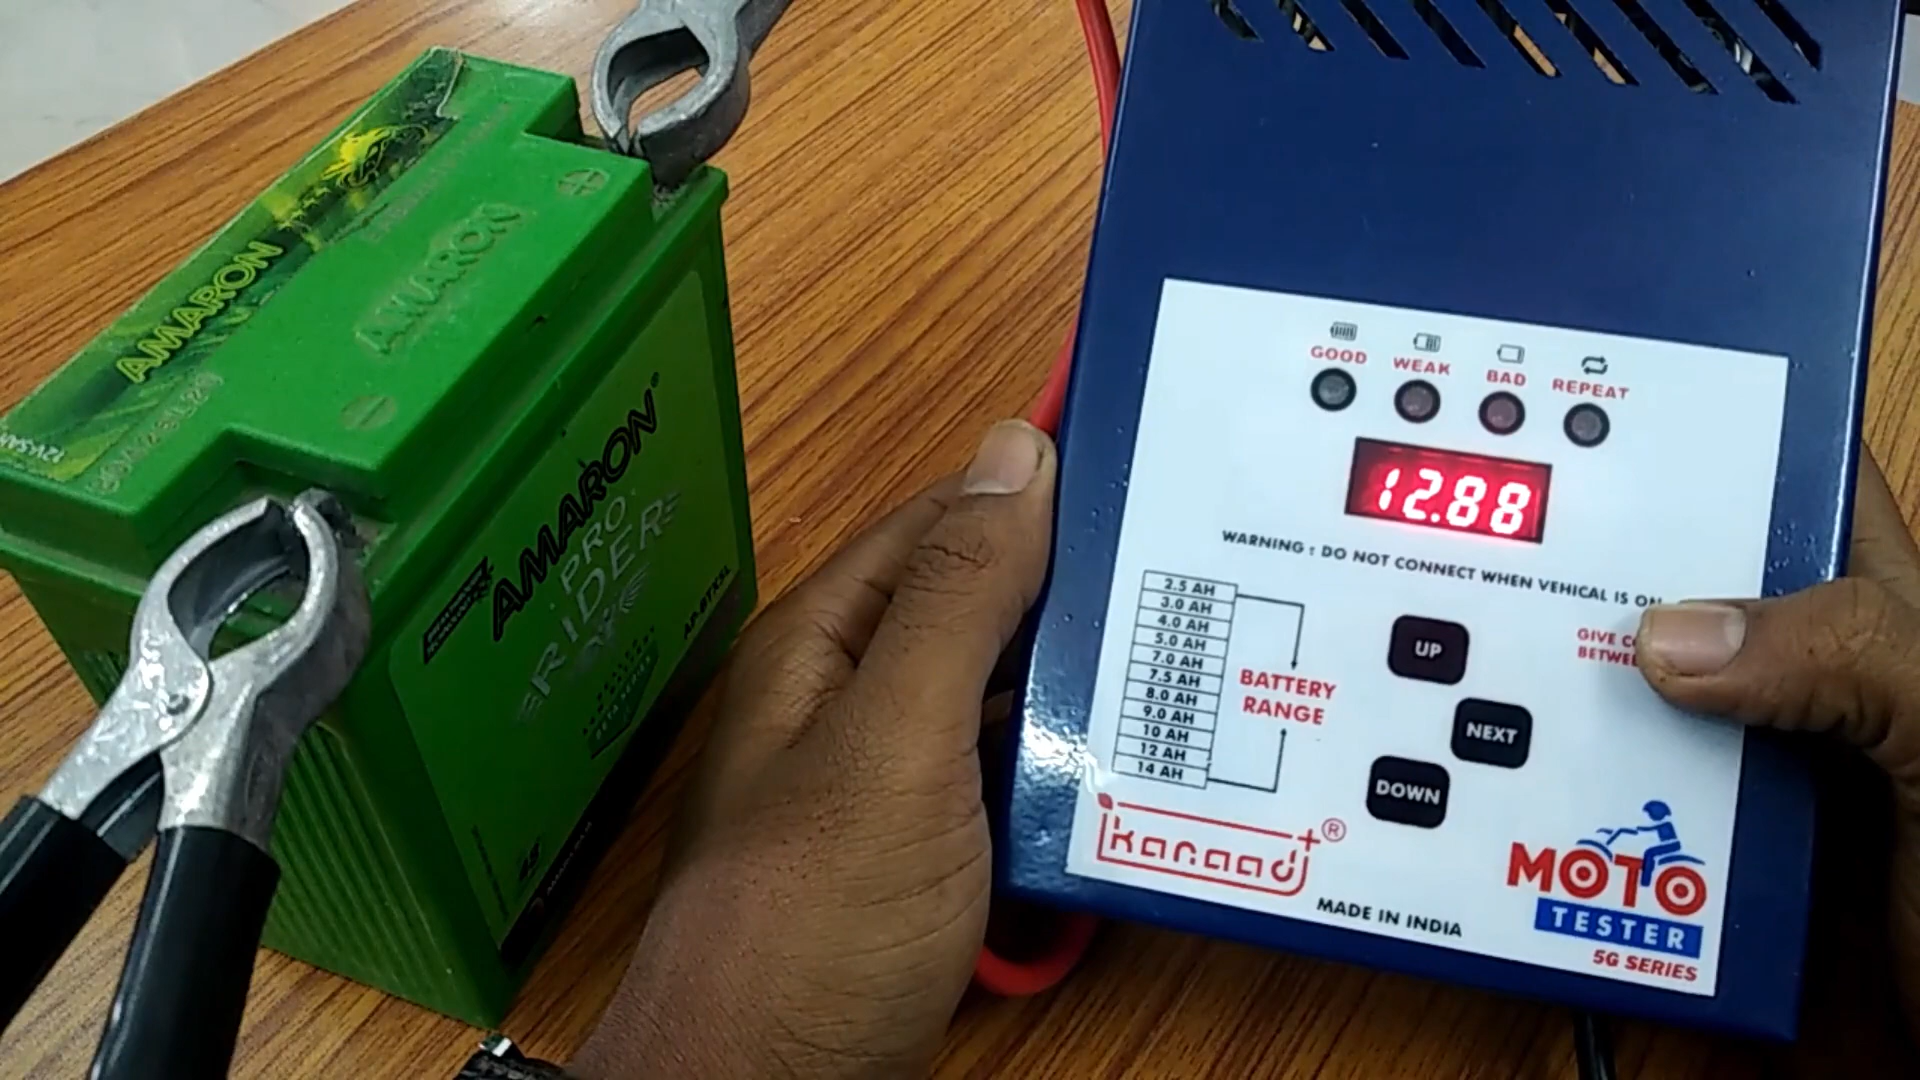 AMARON
AMARON
AMARON
PRO
RIDER
GOOD
WEAK
BAD
REPEAT
12.88
WARNING : DO NOT CONNECT WHEN VEHICAL IS ON
2.5 AH
3.0 AH
4.0 AH
5.0 AH
7.0 AH
7.5 AH
8.0 AH
9.0 AH
10 AH
12 AH
14 AH
BATTERY
RANGE
UP
NEXT
DOWN
GIVE
kanaad+®
MADE IN INDIA
MOTO
TESTER
5G SERIES